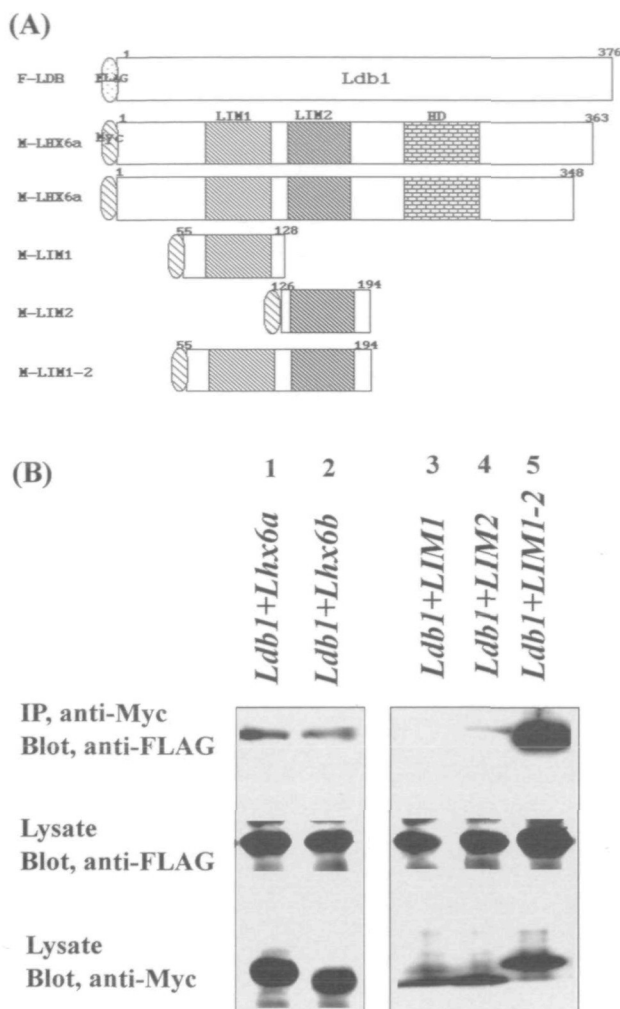 (A)
1 376
F-LDB FLAG Ldb1
1 LIM1 LIM2 HD 363
M-LHX6a Myc
1 348
M-LHX6a
55 128
M-LIM1
126 194
M-LIM2
55 194
M-LIM1-2
(B)
1 2 3 4 5
Ldb1+Lhx6a
Ldb1+Lhx6b
Ldb1+LIM1
Ldb1+LIM2
Ldb1+LIM1-2
IP, anti-Myc
Blot, anti-FLAG
Lysate
Blot, anti-FLAG
Lysate
Blot, anti-Myc